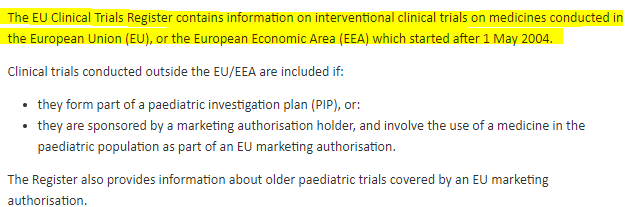 The EU Clinical Trials Register contains information on interventional clinical trials on medicines conducted in
the European Union (EU), or the European Economic Area (EEA) which started after 1 May 2004.
Clinical trials conducted outside the EU/EEA are included if:
• they form part of a paediatric investigation plan (PIP), or:
• they are sponsored by a marketing authorisation holder, and involve the use of a medicine in the
paediatric population as part of an EU marketing authorisation.
The Register also provides information about older paediatric trials covered by an EU marketing
authorisation.